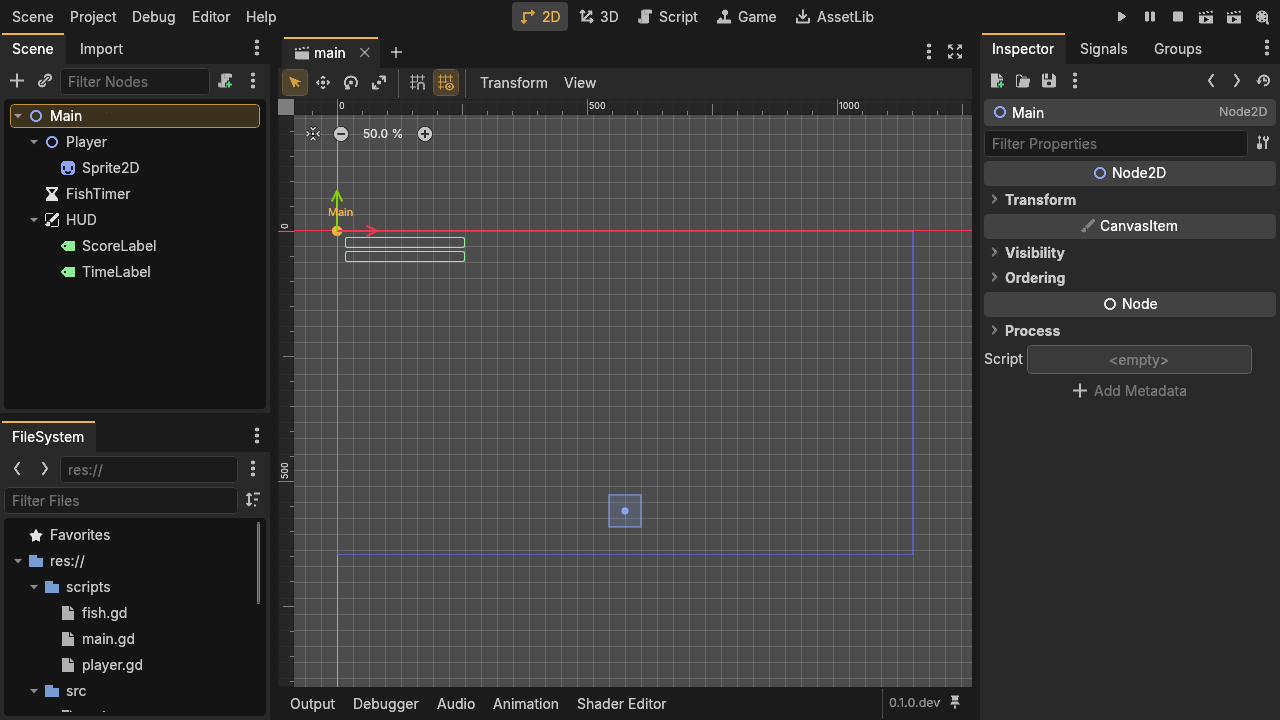 Scene Project Debug Editor Help 2D 3D Script Game AssetLib
Scene Import
Filter Nodes
Main
Player
Sprite2D
FishTimer
HUD
ScoreLabel
TimeLabel
FileSystem
res://
Filter Files
Favorites
res://
scripts
fish.gd
main.gd
player.gd
src
main
Transform View
0 500 1000
50.0 %
Main
0
500
Output Debugger Audio Animation Shader Editor 0.1.0.dev
Inspector Signals Groups
Main Node2D
Filter Properties
Node2D
Transform
CanvasItem
Visibility
Ordering
Node
Process
Script <empty>
Add Metadata